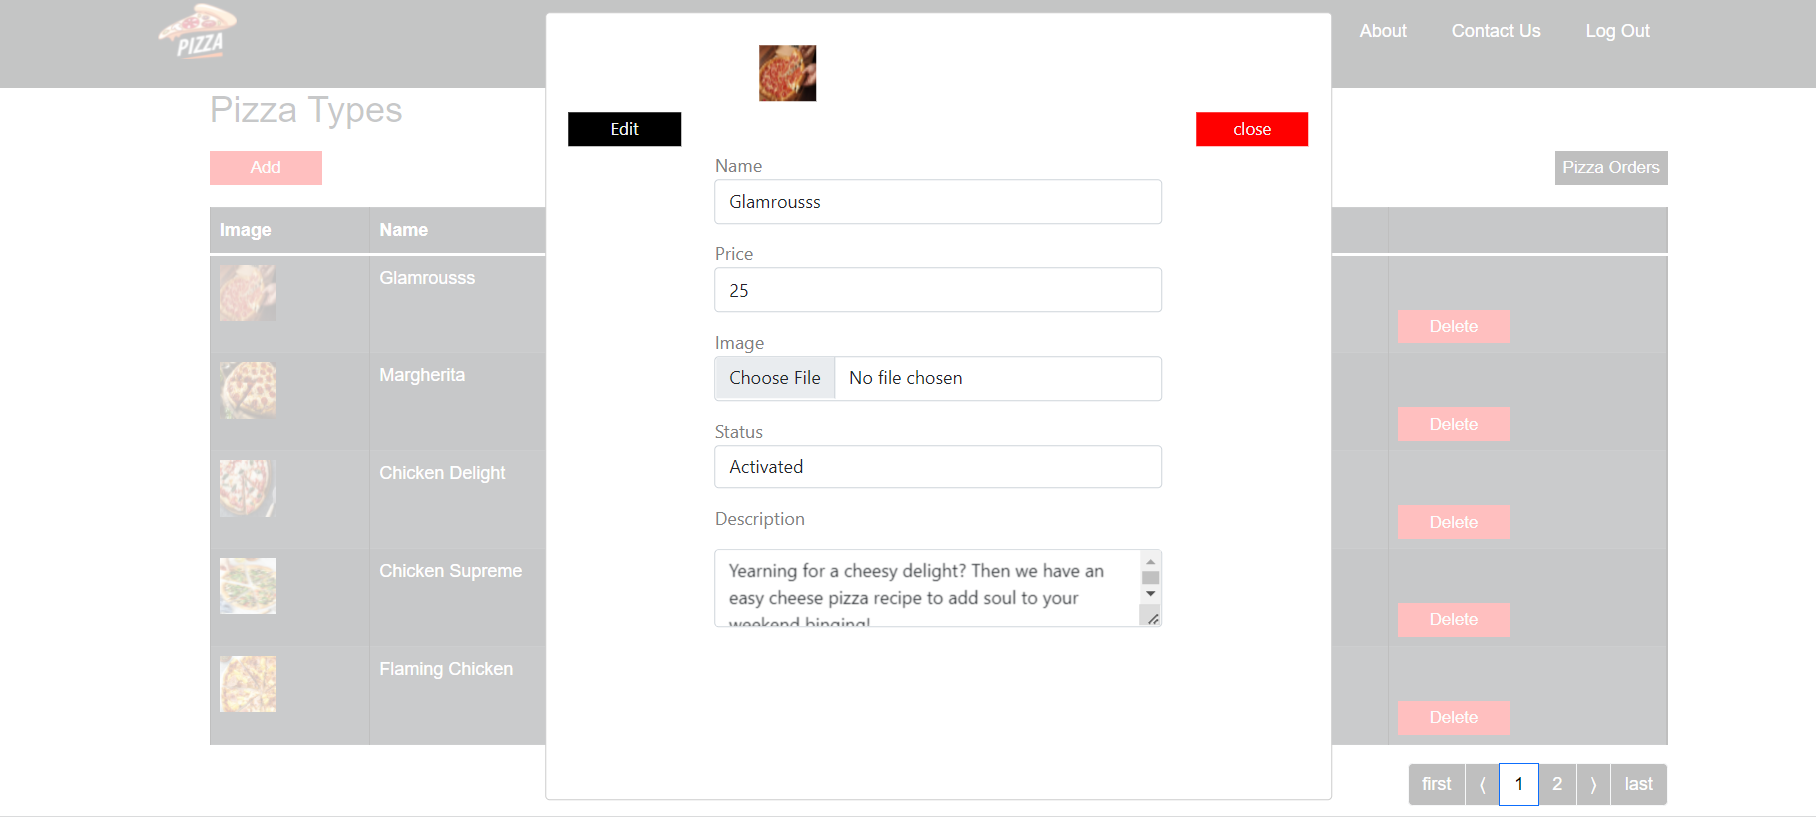 PIZZA
About Contact Us Log Out
Pizza Types
Edit close
Add
Pizza Orders
Name
Glamrousss
Price
25
Image
Choose File No file chosen
Status
Activated
Description
Yearning for a cheesy delight? Then we have an
easy cheese pizza recipe to add soul to your
weekend binging!
Image Name
Glamrousss
Delete
Margherita
Delete
Chicken Delight
Delete
Chicken Supreme
Delete
Flaming Chicken
Delete
first ⟨ 1 2 ⟩ last